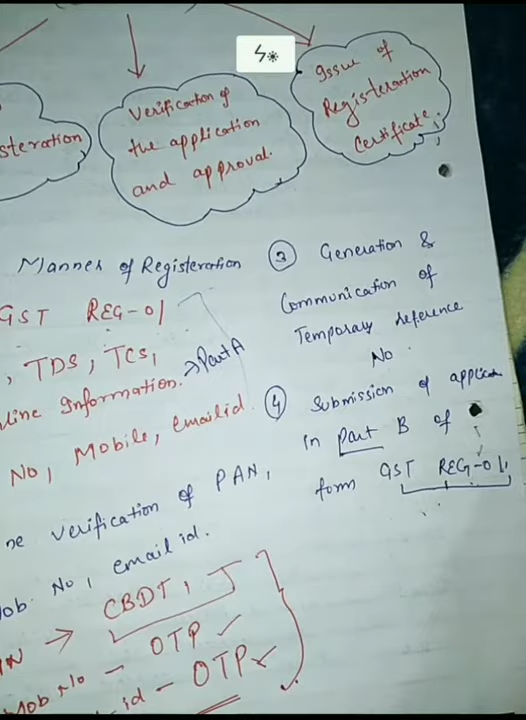 steration
Verification of
the application
and approval.
Issue of
Registeration
Certificate.
Manner of Registeration
GST REG-01
, TDS, TCS,
line Information. → Part A
No, Mobile, emailid.
ne verification of PAN,
ob. No, email id.
→ CBDT,
Mob No - OTP ✓
id - OTP ✓
③ Generation &
Communication of
Temporary reference
No.
④ Submission of
in Part B of
form GST REG-01,